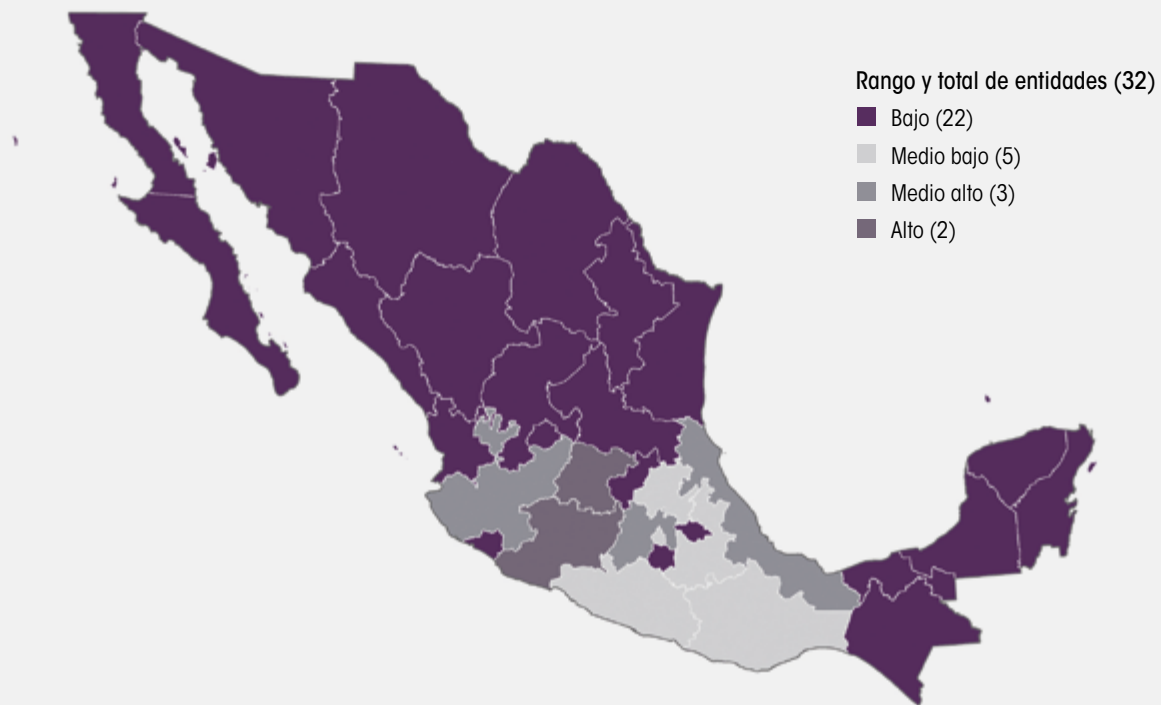 Rango y total de entidades (32)
Bajo (22)
Medio bajo (5)
Medio alto (3)
Alto (2)